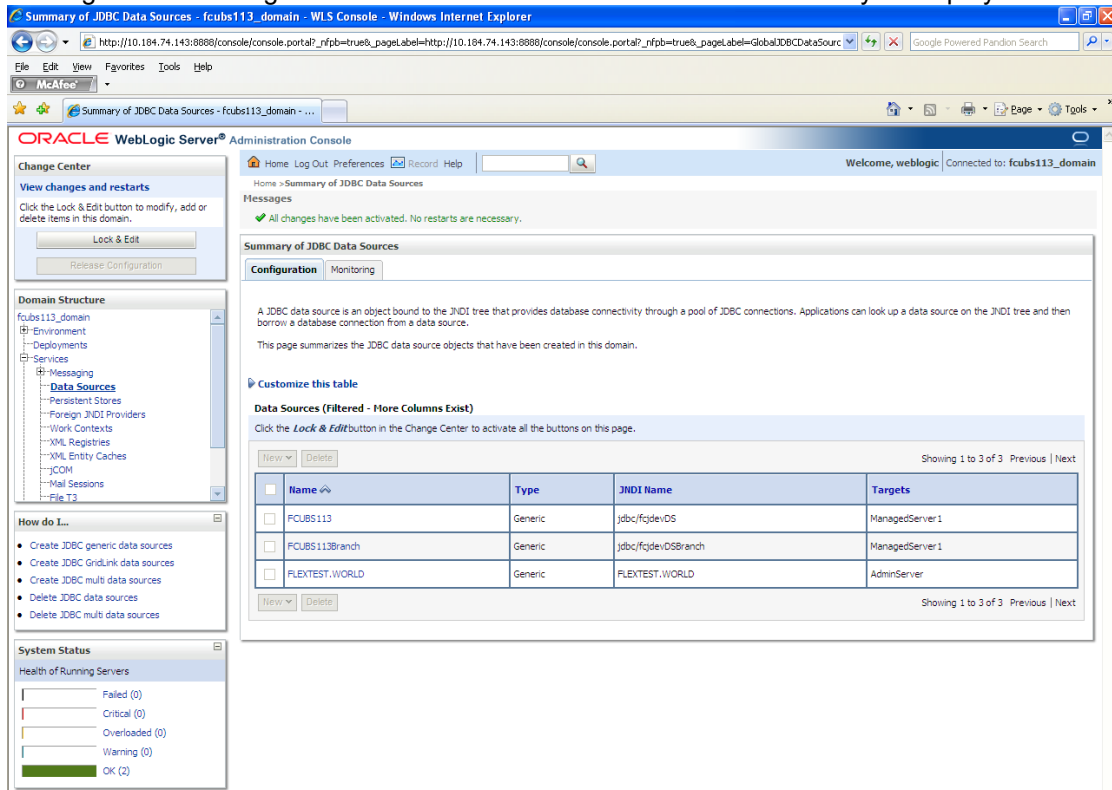 Summary of JDBC Data Sources - fcubs113_domain - WLS Console - Windows Internet Explorer
http://10.184.74.143:8888/console/console.portal?_nfpb=true&_pageLabel=http://10.184.74.143:8888/console/console.portal?_nfpb=true&_pageLabel=GlobalJDBCDataSourc
Google Powered Pandion Search
File Edit View Favorites Tools Help
McAfee
Summary of JDBC Data Sources - fcubs113_domain - ...
Page Tools
ORACLE WebLogic Server® Administration Console
Change Center
View changes and restarts
Click the Lock & Edit button to modify, add or
delete items in this domain.
Lock & Edit
Release Configuration
Domain Structure
fcubs113_domain
Environment
Deployments
Services
Messaging
Data Sources
Persistent Stores
Foreign JNDI Providers
Work Contexts
XML Registries
XML Entity Caches
jCOM
Mail Sessions
File T3
How do I...
Create JDBC generic data sources
Create JDBC GridLink data sources
Create JDBC multi data sources
Delete JDBC data sources
Delete JDBC multi data sources
System Status
Health of Running Servers
Failed (0)
Critical (0)
Overloaded (0)
Warning (0)
OK (2)
Home Log Out Preferences Record Help
Welcome, weblogic Connected to: fcubs113_domain
Home >Summary of JDBC Data Sources
Messages
All changes have been activated. No restarts are necessary.
Summary of JDBC Data Sources
Configuration Monitoring
A JDBC data source is an object bound to the JNDI tree that provides database connectivity through a pool of JDBC connections. Applications can look up a data source on the JNDI tree and then
borrow a database connection from a data source.
This page summarizes the JDBC data source objects that have been created in this domain.
Customize this table
Data Sources (Filtered - More Columns Exist)
Click the Lock & Edit button in the Change Center to activate all the buttons on this page.
New Delete Showing 1 to 3 of 3 Previous | Next
Name Type JNDI Name Targets
FCUBS113 Generic jdbc/fcjdevDS ManagedServer1
FCUBS113Branch Generic jdbc/fcjdevDSBranch ManagedServer1
FLEXTEST.WORLD Generic FLEXTEST.WORLD AdminServer
New Delete Showing 1 to 3 of 3 Previous | Next